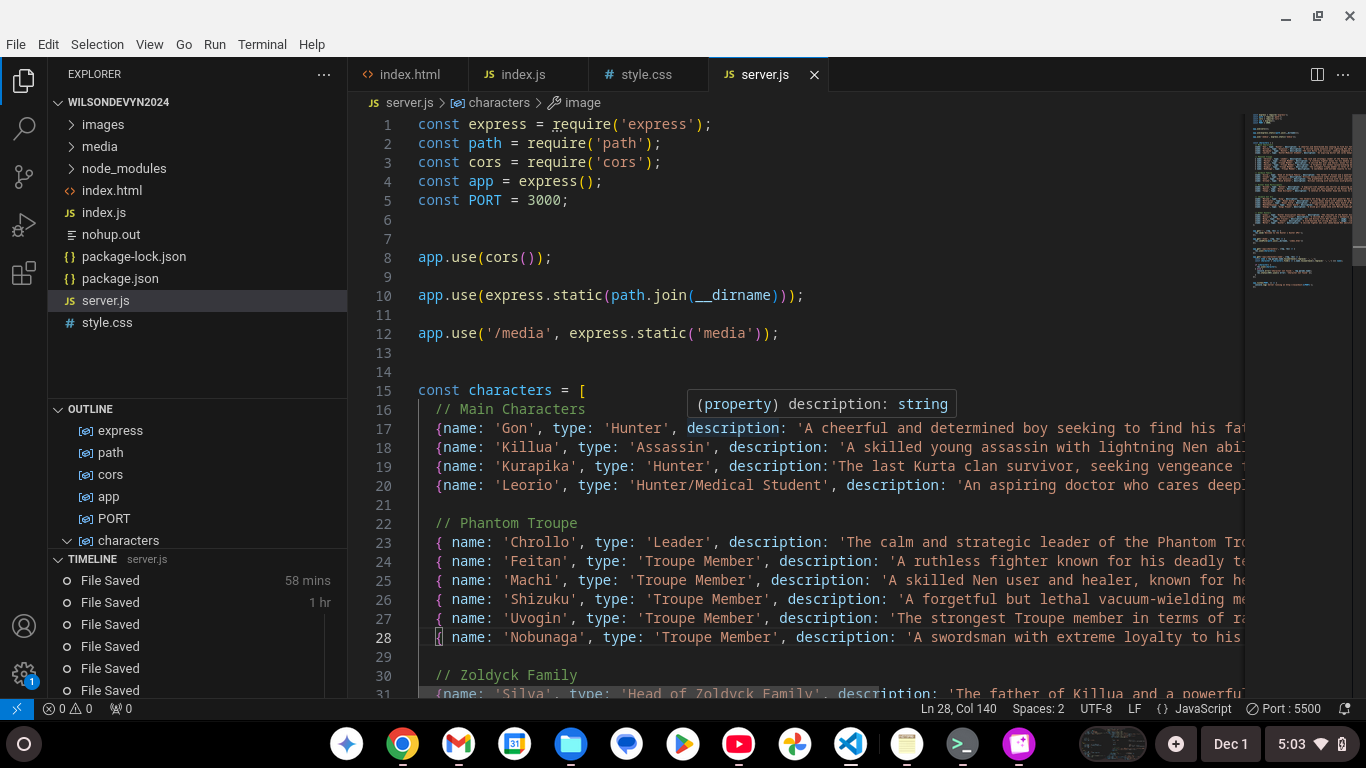 File Edit Selection View Go Run Terminal Help
EXPLORER
index.html
index.js
style.css
server.js
WILSONDEVYN2024
images
media
node_modules
index.html
index.js
nohup.out
package-lock.json
package.json
server.js
style.css
OUTLINE
express
path
cors
app
PORT
characters
TIMELINE server.js
File Saved 58 mins
File Saved 1 hr
File Saved
File Saved
File Saved
File Saved
server.js > characters > image
1 const express = require('express');
2 const path = require('path');
3 const cors = require('cors');
4 const app = express();
5 const PORT = 3000;
6
7
8 app.use(cors());
9
10 app.use(express.static(path.join(__dirname)));
11
12 app.use('/media', express.static('media'));
13
14
15 const characters = [
(property) description: string
16 // Main Characters
17 {name: 'Gon', type: 'Hunter', description: 'A cheerful and determined boy seeking to find his fat
18 {name: 'Killua', type: 'Assassin', description: 'A skilled young assassin with lightning Nen abil
19 {name: 'Kurapika', type: 'Hunter', description:'The last Kurta clan survivor, seeking vengeance
20 {name: 'Leorio', type: 'Hunter/Medical Student', description: 'An aspiring doctor who cares deepl
21
22 // Phantom Troupe
23 { name: 'Chrollo', type: 'Leader', description: 'The calm and strategic leader of the Phantom Tro
24 { name: 'Feitan', type: 'Troupe Member', description: 'A ruthless fighter known for his deadly te
25 { name: 'Machi', type: 'Troupe Member', description: 'A skilled Nen user and healer, known for he
26 { name: 'Shizuku', type: 'Troupe Member', description: 'A forgetful but lethal vacuum-wielding me
27 { name: 'Uvogin', type: 'Troupe Member', description: 'The strongest Troupe member in terms of ra
28 { name: 'Nobunaga', type: 'Troupe Member', description: 'A swordsman with extreme loyalty to his
29
30 // Zoldyck Family
31 {name: 'Silva', type: 'Head of Zoldyck Family', description: 'The father of Killua and a powerful
0 0 0 Ln 28, Col 140 Spaces: 2 UTF-8 LF {} JavaScript Port : 5500
1
31
Dec 1
5:03